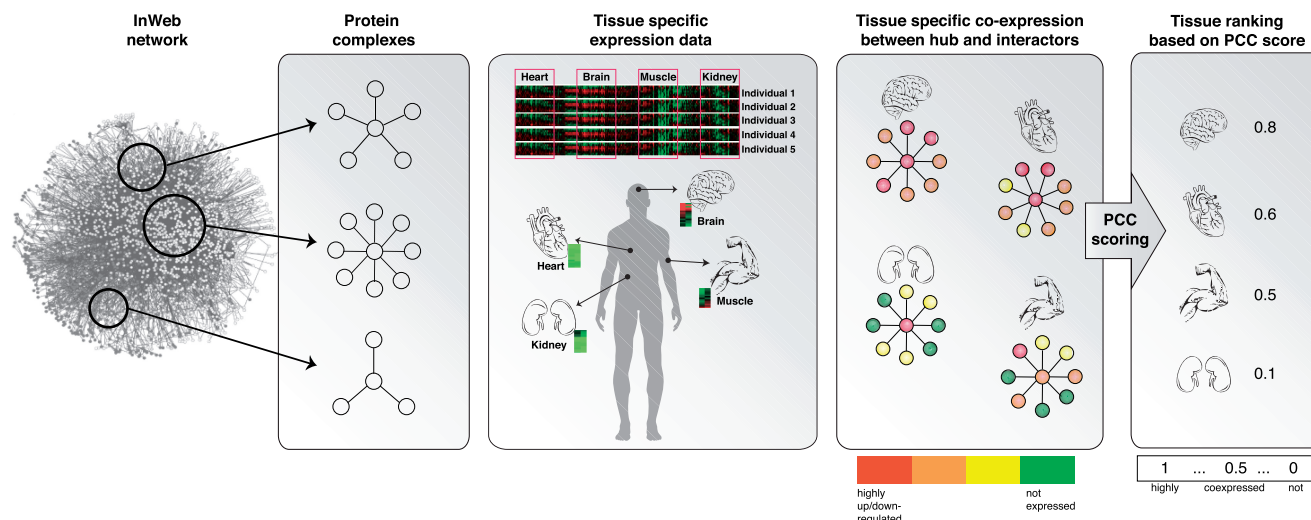 InWeb
network
Protein
complexes
Tissue specific
expression data
Tissue specific co-expression
between hub and interactors
Tissue ranking
based on PCC score
Heart Brain Muscle Kidney
Individual 1
Individual 2
Individual 3
Individual 4
Individual 5
Brain
Heart
Muscle
Kidney
PCC
scoring
0.8
0.6
0.5
0.1
highly
up/down-
regulated
not
expressed
1 ... 0.5 ... 0
highly coexpressed not